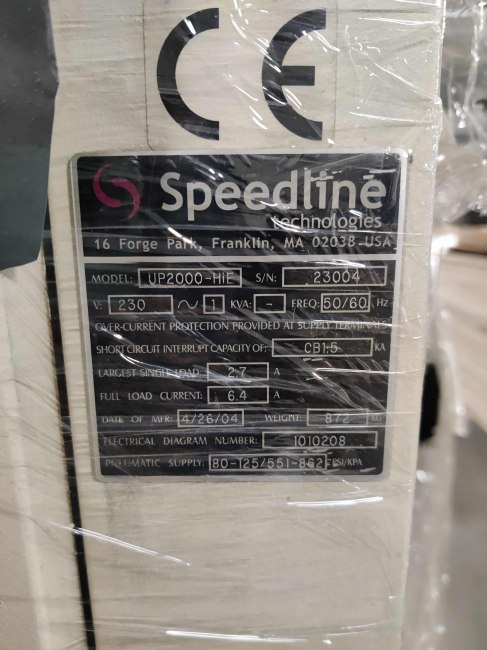 CE
Speedline
technologies
16 Forge Park, Franklin, MA 02038 USA
MODEL: UP2000-HIE S/N: 23004
V: 230 ~ 1 KVA: - FREQ: 50/60 Hz
OVER-CURRENT PROTECTION PROVIDED AT SUPPLY TERMINALS
SHORT CIRCUIT INTERRUPT CAPACITY OF: CB1:5 KA
LARGEST SINGLE LOAD: 2.7 A
FULL LOAD CURRENT: 6.4 A
DATE OF MFR: 4/26/04 WEIGHT: 872 KG
ELECTRICAL DIAGRAM NUMBER: 1010208
PNEUMATIC SUPPLY: 80-125/551-862 PSI/KPA